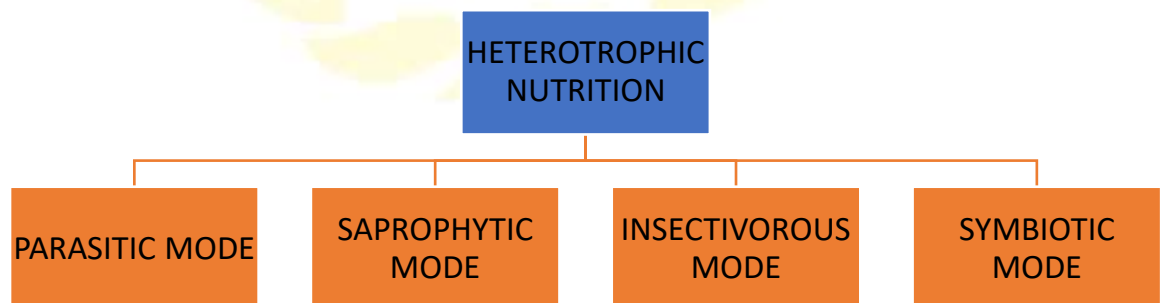 HETEROTROPHIC
NUTRITION
PARASITIC MODE
SAPROPHYTIC
MODE
INSECTIVOROUS
MODE
SYMBIOTIC
MODE